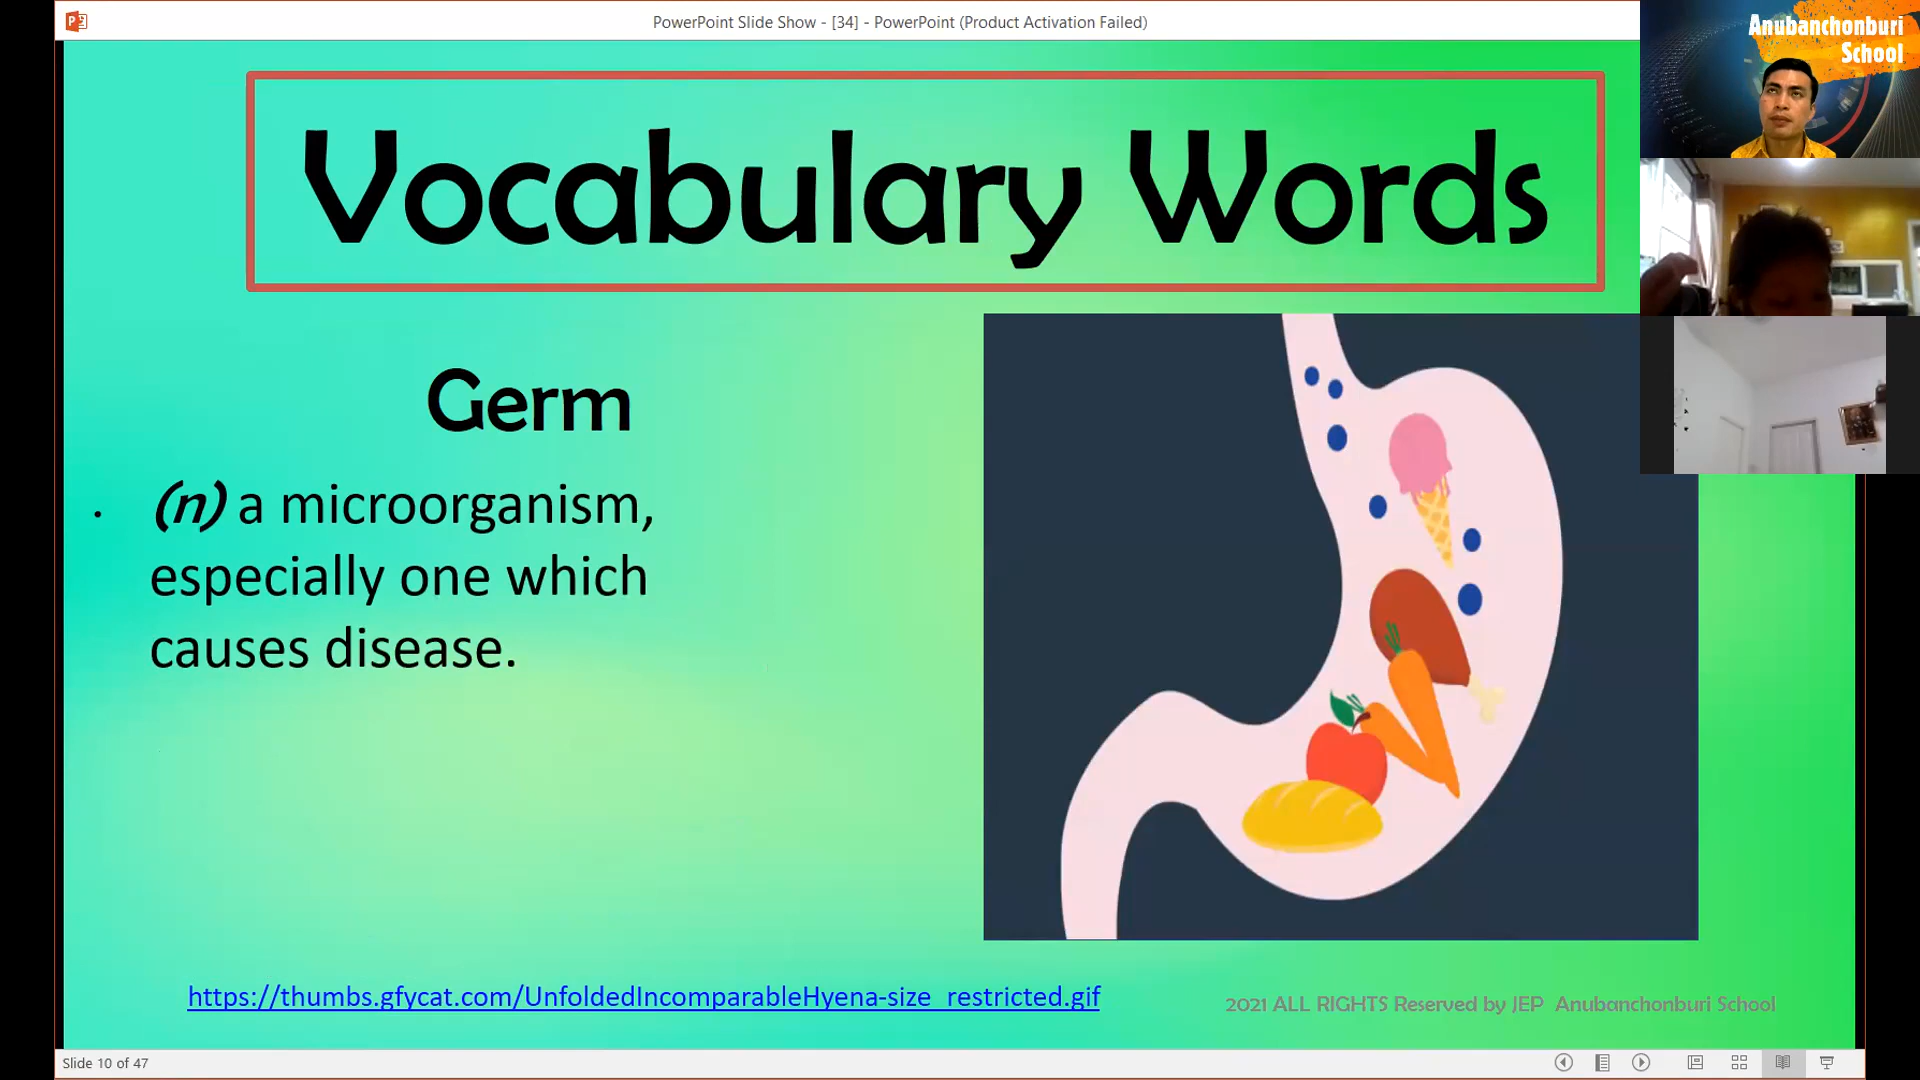 PowerPoint Slide Show - [34] - PowerPoint (Product Activation Failed)
Anubanchonburi
School
Vocabulary Words
Germ
(n) a microorganism,
especially one which
causes disease.
https://thumbs.gfycat.com/UnfoldedIncomparableHyena-size_restricted.gif
2021 ALL RIGHTS Reserved by JEP Anubanchonburi School
Slide 10 of 47